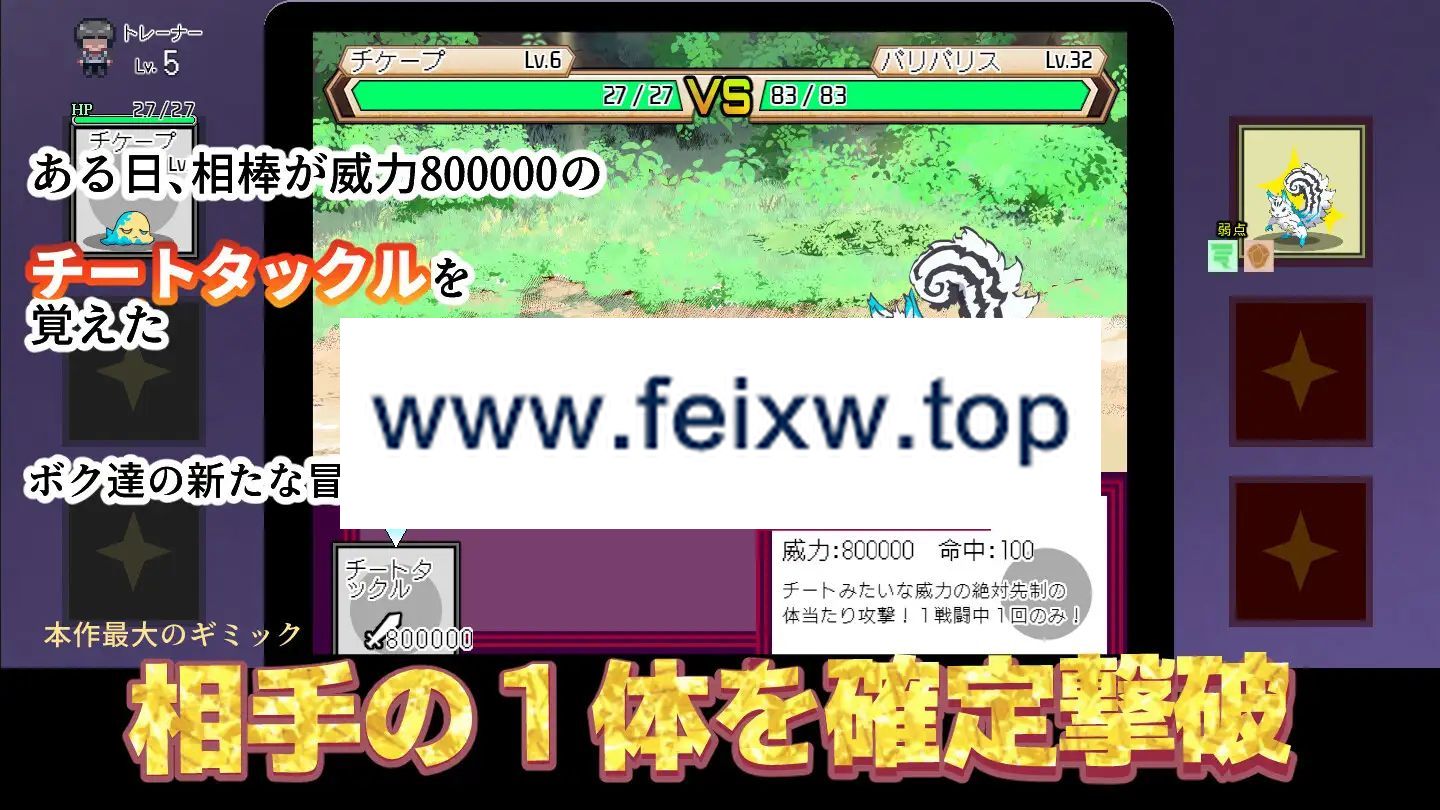 トレーナー
Lv. 5
HP 27/27
チケープ
Lv
チケープ Lv.6
27 / 27
VS
バリバリス Lv.32
83 / 83
ある日、相棒が威力800000の
チートタックルを
覚えた
弱点
www.feixw.top
ボク達の新たな冒
チートタ
ックル
800000
威力:800000 命中:100
チートみたいな威力の絶対先制の
体当たり攻撃！１戦闘中１回のみ！
本作最大のギミック
相手の１体を確定撃破